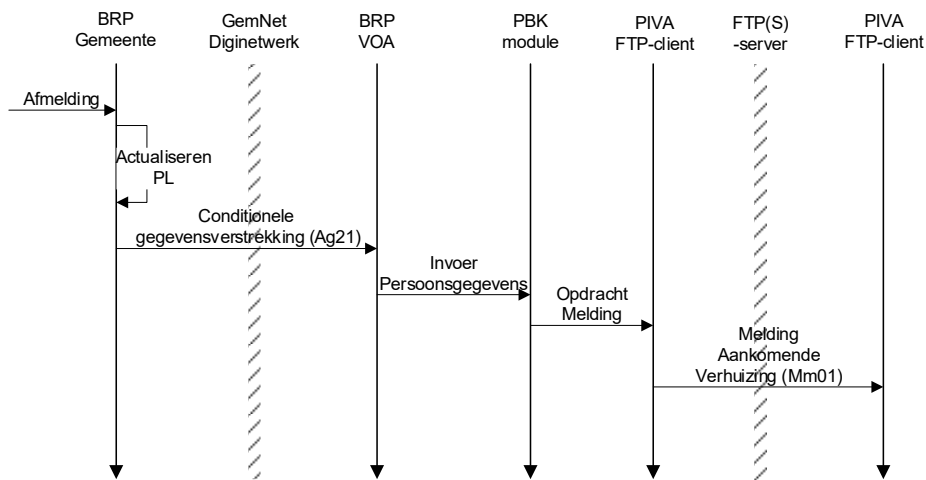 BRP
Gemeente
GemNet
Diginetwerk
BRP
VOA
PBK
module
PIVA
FTP-client
FTP(S)
-server
PIVA
FTP-client
Afmelding
Actualiseren
PL
Conditionele
gegevensverstrekking (Ag21)
Invoer
Persoonsgegevens
Opdracht
Melding
Melding
Aankomende
Verhuizing (Mm01)